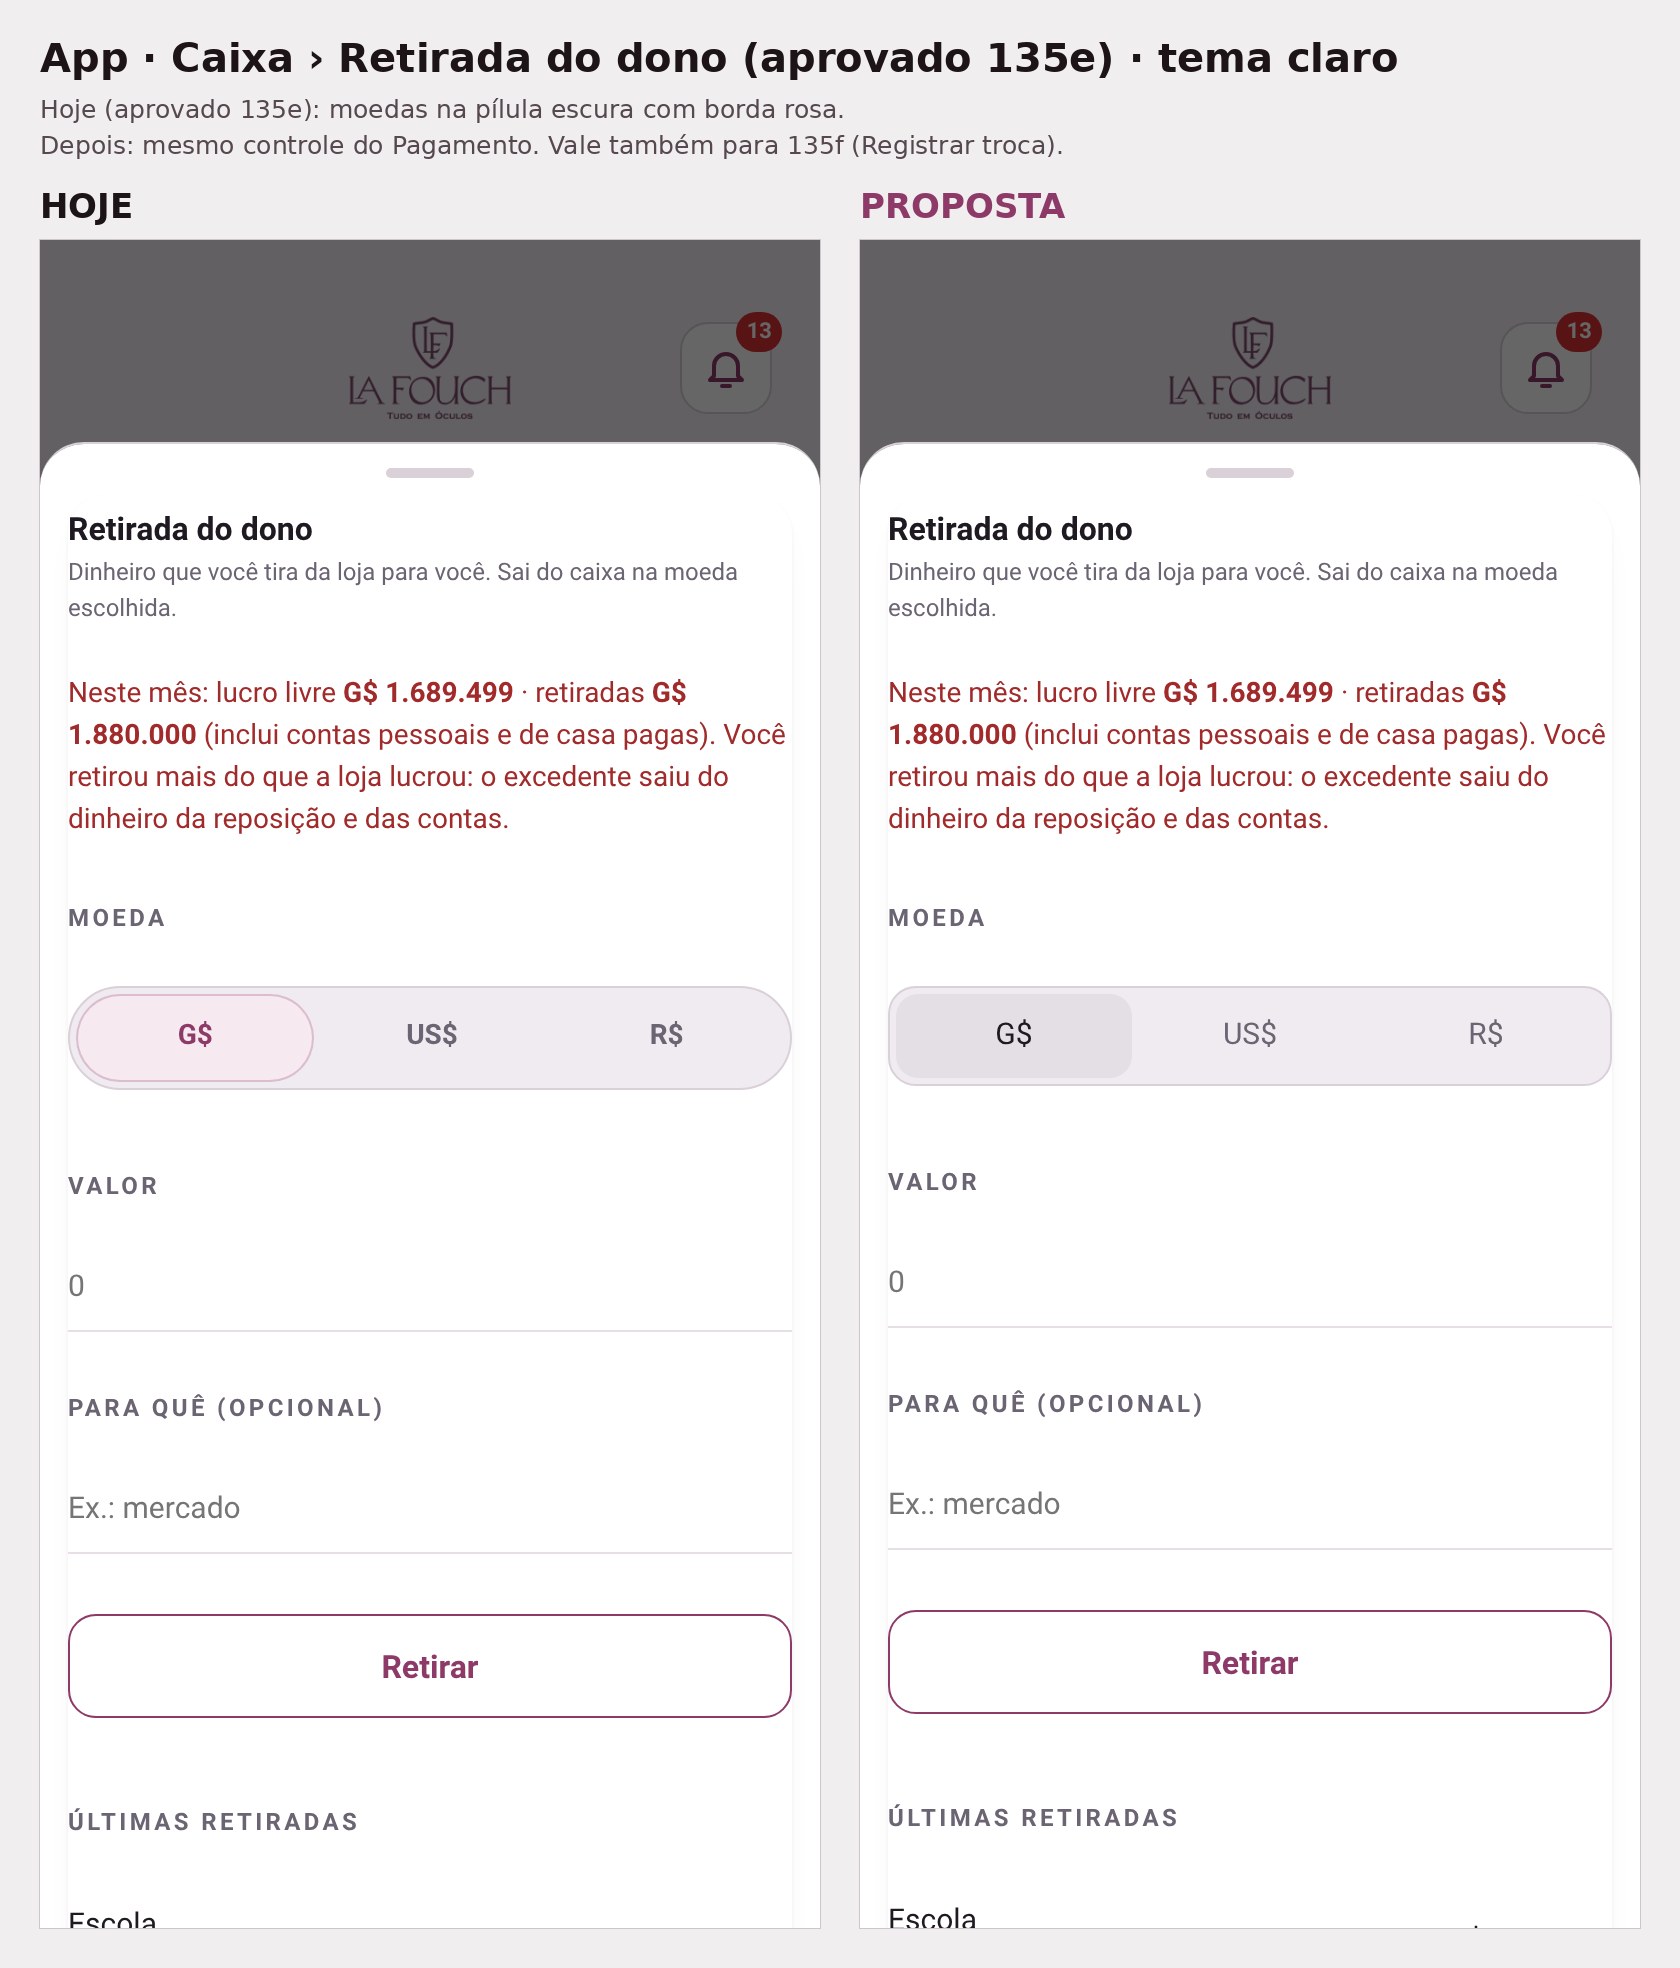 App · Caixa › Retirada do dono (aprovado 135e) · tema claro
Hoje (aprovado 135e): moedas na pílula escura com borda rosa.
Depois: mesmo controle do Pagamento. Vale também para 135f (Registrar troca).
HOJE
LF
LA FOUCH
TUDO EM ÓCULOS
13
Retirada do dono
Dinheiro que você tira da loja para você. Sai do caixa na moeda
escolhida.
Neste mês: lucro livre G$ 1.689.499 · retiradas G$
1.880.000 (inclui contas pessoais e de casa pagas). Você
retirou mais do que a loja lucrou: o excedente saiu do
dinheiro da reposição e das contas.
MOEDA
G$ US$ R$
VALOR
0
PARA QUÊ (OPCIONAL)
Ex.: mercado
Retirar
ÚLTIMAS RETIRADAS
Escola
PROPOSTA
LF
LA FOUCH
TUDO EM ÓCULOS
13
Retirada do dono
Dinheiro que você tira da loja para você. Sai do caixa na moeda
escolhida.
Neste mês: lucro livre G$ 1.689.499 · retiradas G$
1.880.000 (inclui contas pessoais e de casa pagas). Você
retirou mais do que a loja lucrou: o excedente saiu do
dinheiro da reposição e das contas.
MOEDA
G$ US$ R$
VALOR
0
PARA QUÊ (OPCIONAL)
Ex.: mercado
Retirar
ÚLTIMAS RETIRADAS
Escola